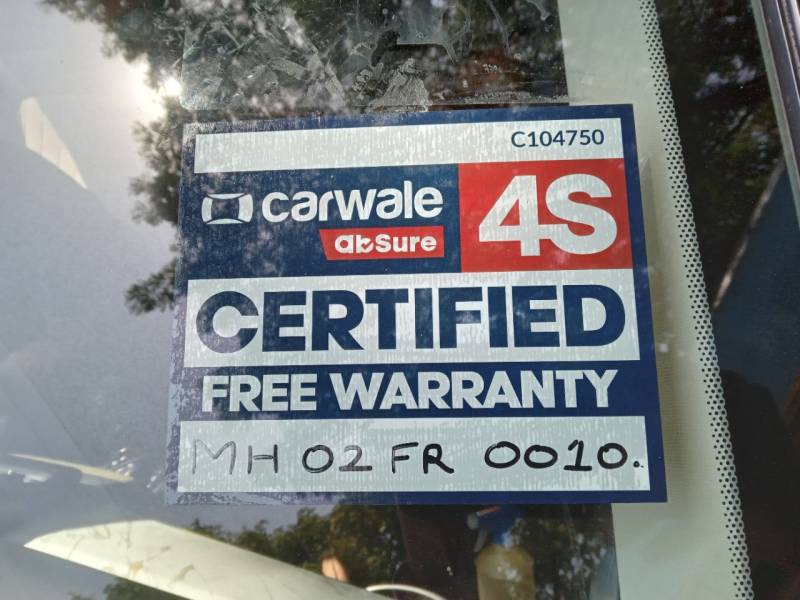 C104750
carwale 4S
abSure
CERTIFIED
FREE WARRANTY
MH 02 FR 0010.